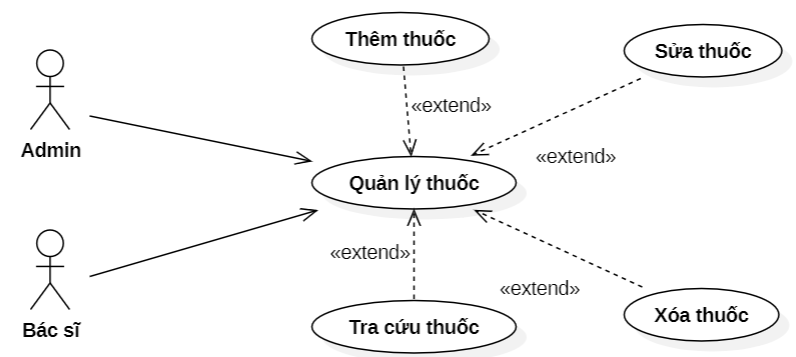 Thêm thuốc
Sửa thuốc
«extend»
Admin
«extend»
Quản lý thuốc
«extend»
«extend»
Bác sĩ
Tra cứu thuốc
Xóa thuốc